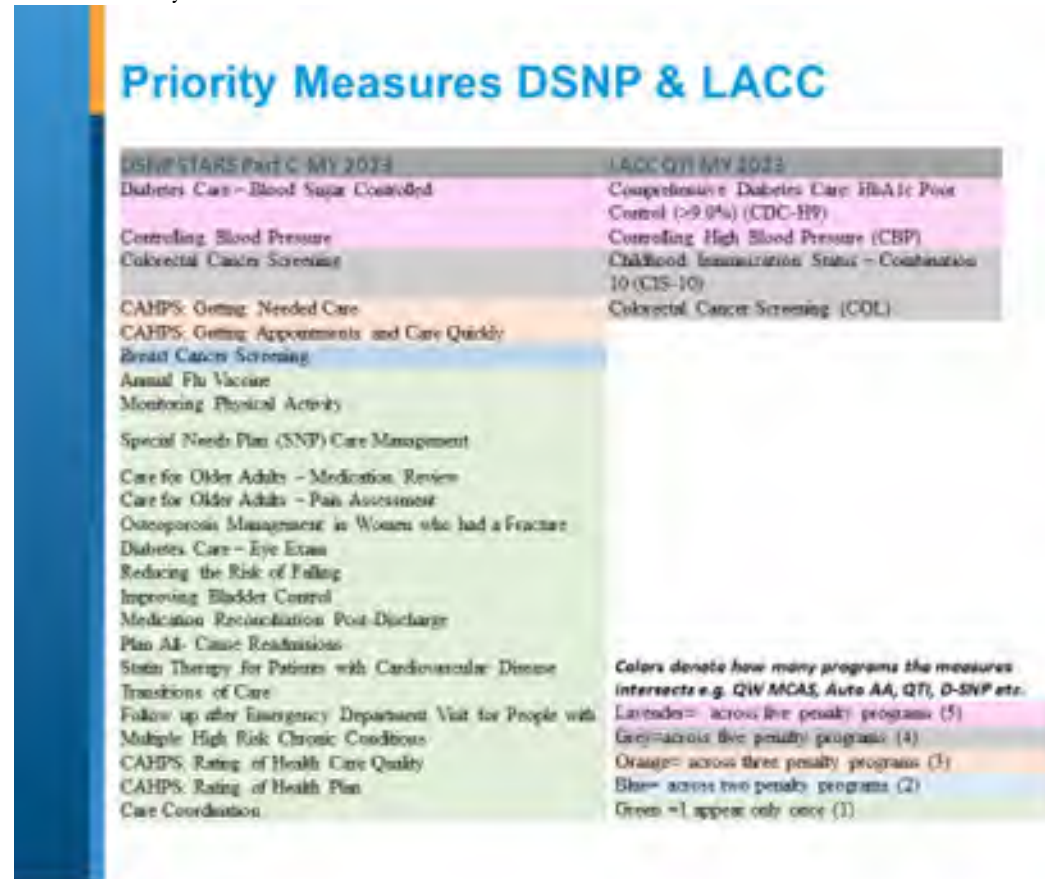 Priority Measures DSNP & LACC
DSNP STARS Part C MY 2023
LACC QTI MY 2023
Diabetes Care – Blood Sugar Controlled
Comprehensive Diabetes Care: HbA1c Poor
Control (>9.0%) (CDC-H9)
Controlling Blood Pressure
Controlling High Blood Pressure (CBP)
Colorectal Cancer Screening
Childhood Immunization Status – Combination
10 (CIS-10)
CAHPS: Getting Needed Care
Colorectal Cancer Screening (COL)
CAHPS: Getting Appointments and Care Quickly
Breast Cancer Screening
Annual Flu Vaccine
Monitoring Physical Activity
Special Needs Plan (SNP) Care Management
Care for Older Adults – Medication Review
Care for Older Adults – Pain Assessment
Osteoporosis Management in Women who had a Fracture
Diabetes Care – Eye Exam
Reducing the Risk of Falling
Improving Bladder Control
Medication Reconciliation Post-Discharge
Plan All- Cause Readmissions
Statin Therapy for Patients with Cardiovascular Disease
Transitions of Care
Follow up after Emergency Department Visit for People with
Multiple High Risk Chronic Conditions
CAHPS: Rating of Health Care Quality
CAHPS: Rating of Health Plan
Care Coordination
Colors denote how many programs the measures
intersects e.g. QW MCAS, Auto AA, QTI, D-SNP etc.
Lavender= across five penalty programs (5)
Grey=across five penalty programs (4)
Orange= across three penalty programs (3)
Blue= across two penalty programs (2)
Green =1 appear only once (1)